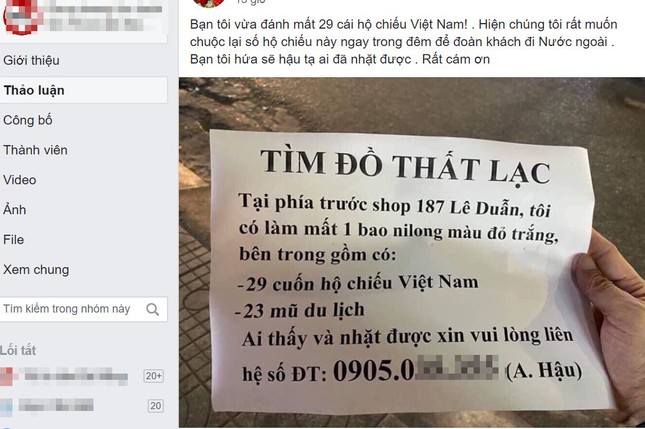 Bạn tôi vừa đánh mất 29 cái hộ chiếu Việt Nam! . Hiện chúng tôi rất muốn
chuộc lại số hộ chiếu này ngay trong đêm để đoàn khách đi Nước ngoài .
Bạn tôi hứa sẽ hậu tạ ai đã nhặt được . Rất cám ơn
Giới thiệu
Thảo luận
Công bố
Thành viên
Video
Ảnh
File
Xem chung
Tìm kiếm trong nhóm này
Lối tắt
20+
20
TÌM ĐỒ THẤT LẠC
Tại phía trước shop 187 Lê Duẫn, tôi
có làm mất 1 bao nilong màu đỏ trắng,
bên trong gồm có:
-29 cuốn hộ chiếu Việt Nam
-23 mũ du lịch
Ai thấy và nhặt được xin vui lòng liên
hệ số ĐT: 0905.0 (A. Hậu)